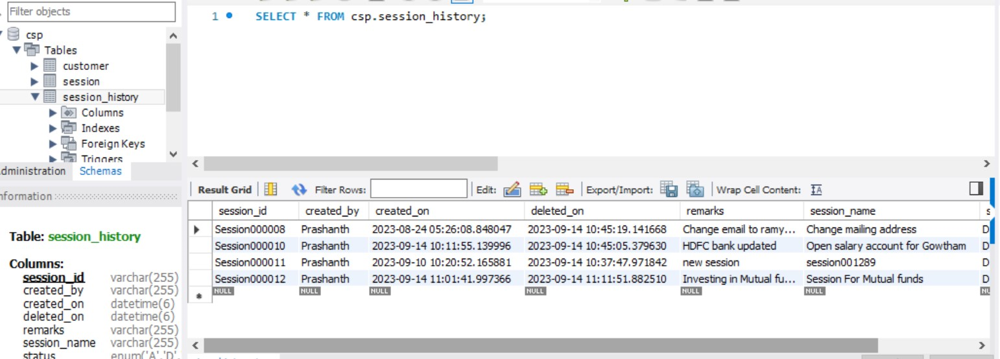 Filter objects
1 SELECT * FROM csp.session_history;
csp
Tables
customer
session
session_history
Columns
Indexes
Foreign Keys
Triggers
dministration Schemas
nformation
Result Grid Filter Rows: Edit: Export/Import: Wrap Cell Content: IA
session_id created_by created_on deleted_on remarks session_name s
Session000008 Prashanth 2023-08-24 05:26:08.848047 2023-09-14 10:45:19.141668 Change email to ramy... Change mailing address D
Session000010 Prashanth 2023-09-14 10:11:55.139996 2023-09-14 10:45:05.379630 HDFC bank updated Open salary account for Gowtham D
Session000011 Prashanth 2023-09-10 10:20:52.165881 2023-09-14 10:37:47.971842 new session session001289 D
Session000012 Prashanth 2023-09-14 11:01:41.997366 2023-09-14 11:11:51.882510 Investing in Mutual fu... Session For Mutual funds D
NULL NULL NULL NULL NULL NULL NU
Table: session_history
Columns:
session_id varchar(255)
created_by varchar(255)
created_on datetime(6)
deleted_on datetime(6)
remarks varchar(255)
session_name varchar(255)
status enum('A','D',